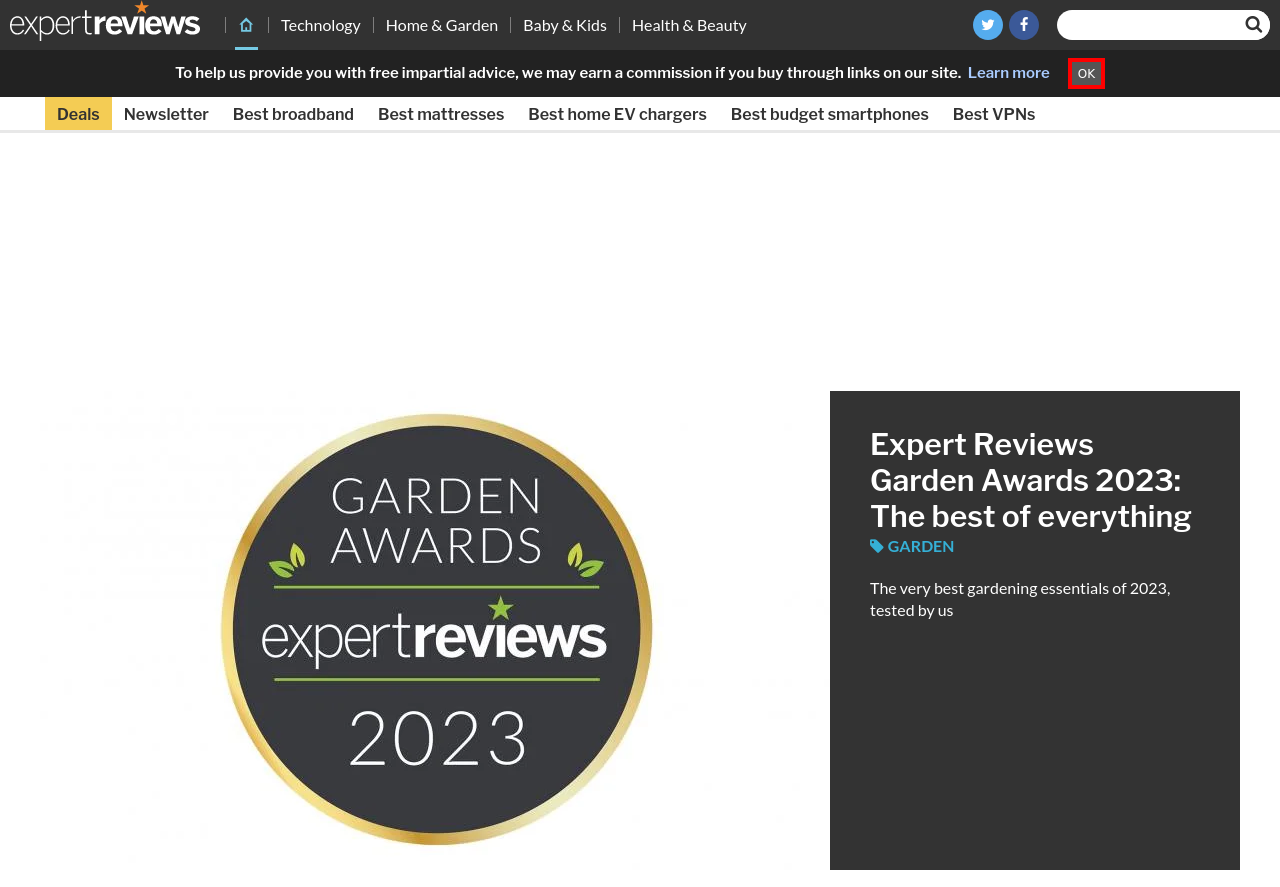 expertreviews
Technology
Home & Garden
Baby & Kids
Health & Beauty
To help us provide you with free impartial advice, we may earn a commission if you buy through links on our site. Learn more
OK
Deals
Newsletter
Best broadband
Best mattresses
Best home EV chargers
Best budget smartphones
Best VPNs
GARDEN
AWARDS
expertreviews
2023
Expert Reviews
Garden Awards 2023:
The best of everything
GARDEN
The very best gardening essentials of 2023,
tested by us